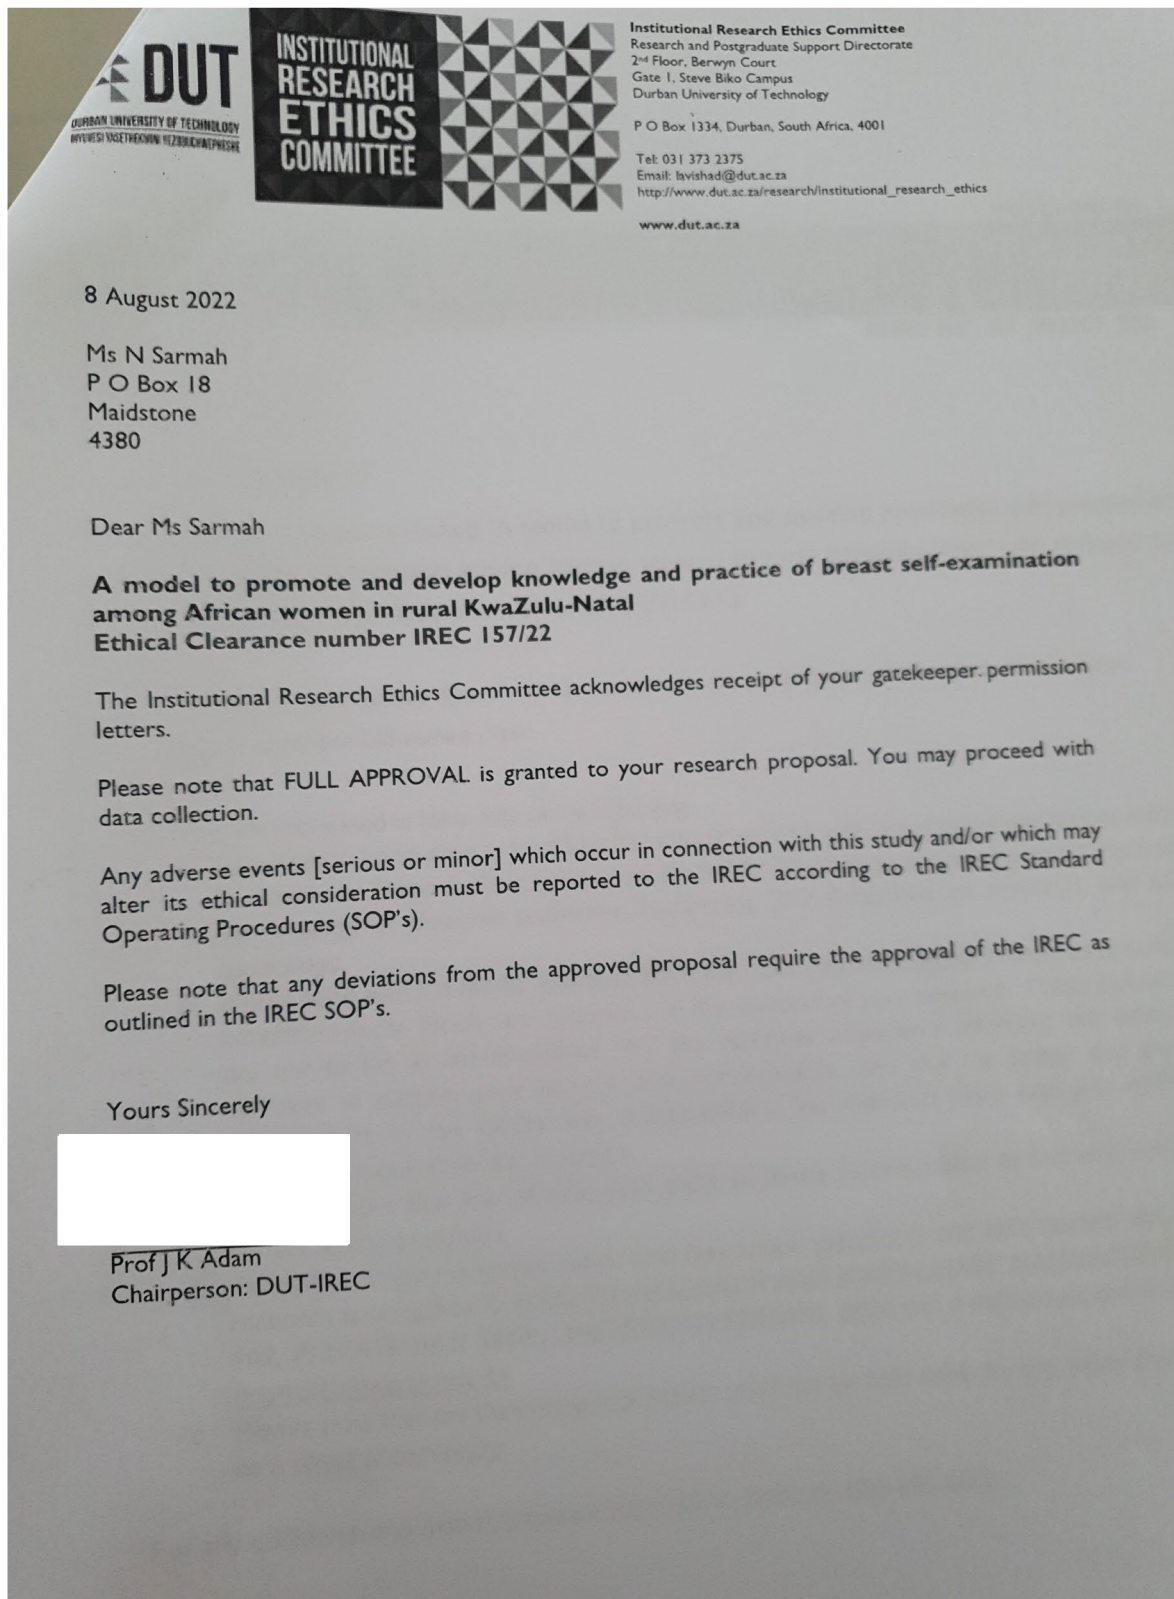 DUT
DURBAN UNIVERSITY OF TECHNOLOGY
INSTITUTIONAL
RESEARCH
ETHICS
COMMITTEE
Institutional Research Ethics Committee
Research and Postgraduate Support Directorate
2nd Floor, Berwyn Court
Gate 1, Steve Biko Campus
Durban University of Technology
P O Box 1334, Durban, South Africa, 4001
Tel: 031 373 2375
Email: lavishad@dut.ac.za
http://www.dut.ac.za/research/institutional_research_ethics
www.dut.ac.za
8 August 2022
Ms N Sarmah
P O Box 18
Maidstone
4380
Dear Ms Sarmah
A model to promote and develop knowledge and practice of breast self-examination
among African women in rural KwaZulu-Natal
Ethical Clearance number IREC 157/22
The Institutional Research Ethics Committee acknowledges receipt of your gatekeeper permission
letters.
Please note that FULL APPROVAL is granted to your research proposal. You may proceed with
data collection.
Any adverse events [serious or minor] which occur in connection with this study and/or which may
alter its ethical consideration must be reported to the IREC according to the IREC Standard
Operating Procedures (SOP's).
Please note that any deviations from the approved proposal require the approval of the IREC as
outlined in the IREC SOP's.
Yours Sincerely
Prof J K Adam
Chairperson: DUT-IREC